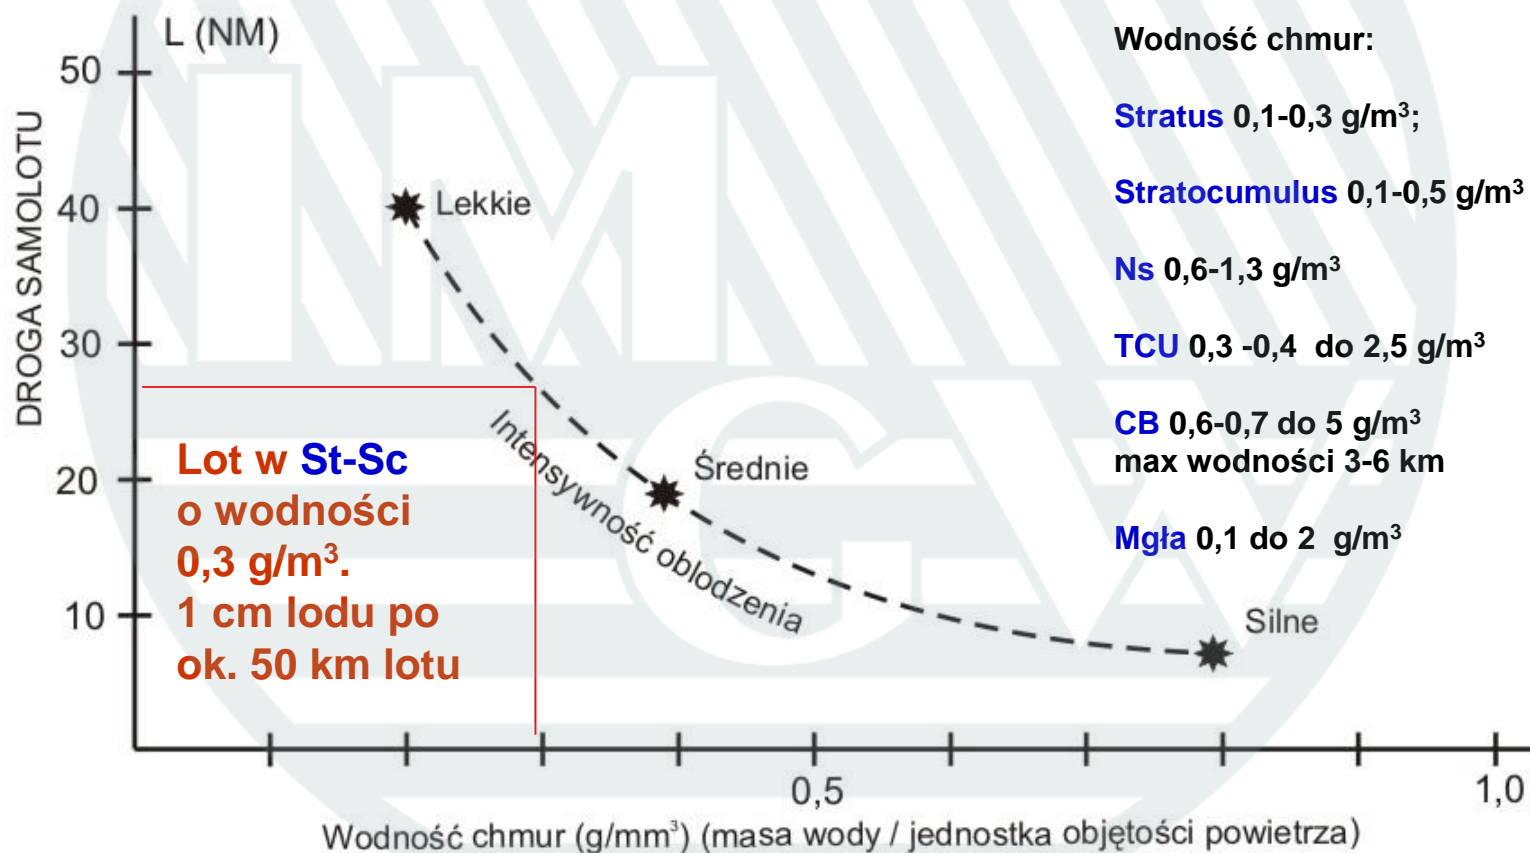 L (NM)
50
40
30
20
10
DROGA SAMOLOTU
Lekkie
Średnie
Silne
Intensywność oblodzenia
Lot w St-Sc
o wodności
0,3 g/m³.
1 cm lodu po
ok. 50 km lotu
0,5
1,0
Wodność chmur (g/mm³) (masa wody / jednostka objętości powietrza)
Wodność chmur:
Stratus 0,1-0,3 g/m³;
Stratocumulus 0,1-0,5 g/m³
Ns 0,6-1,3 g/m³
TCU 0,3 -0,4 do 2,5 g/m³
CB 0,6-0,7 do 5 g/m³
max wodności 3-6 km
Mgła 0,1 do 2 g/m³
IM
GW